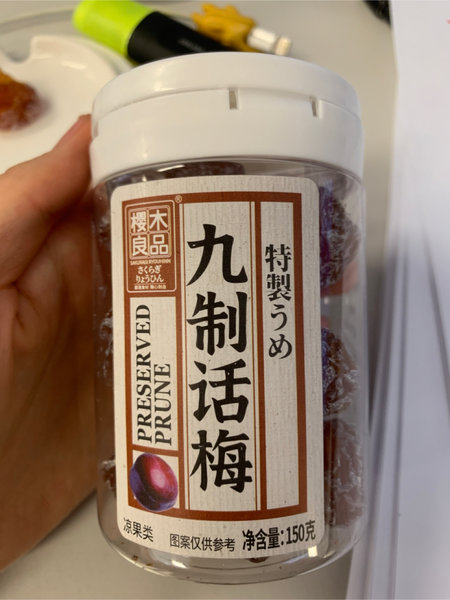 櫻木
良品
®
SAKURAGI RYOUHINN
さくらぎ
りょうひん
PRESERVED
PRUNE
九制话梅
特製うめ
凉果类
图案仅供参考
净含量:150克